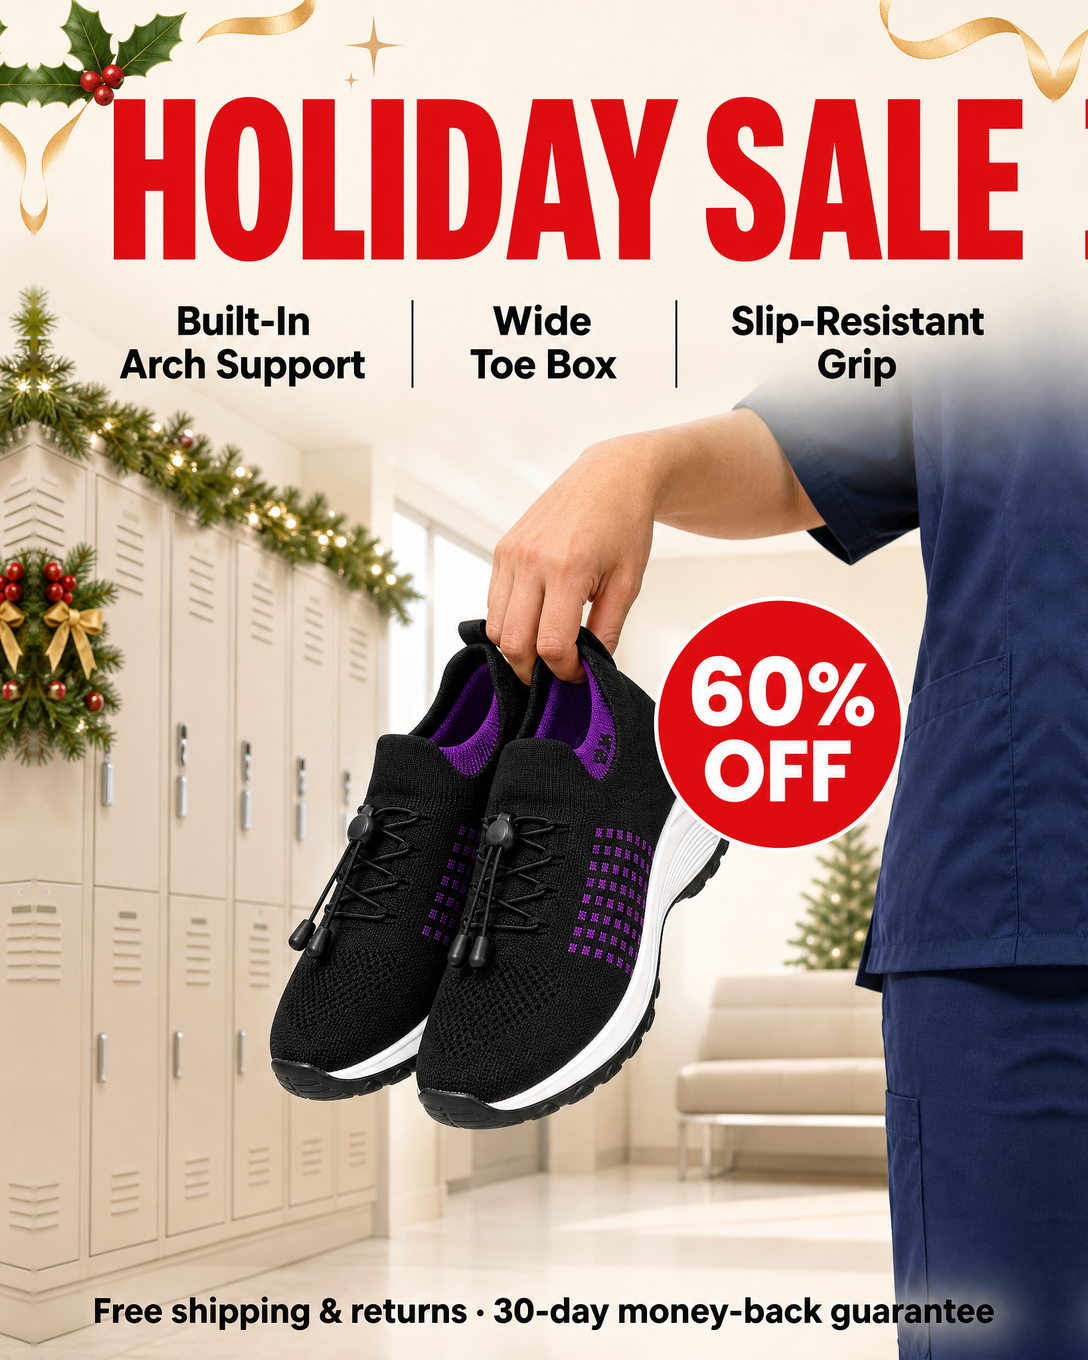 HOLIDAY SALE
Built-In
Arch Support
Wide
Toe Box
Slip-Resistant
Grip
60%
OFF
Free shipping & returns · 30-day money-back guarantee